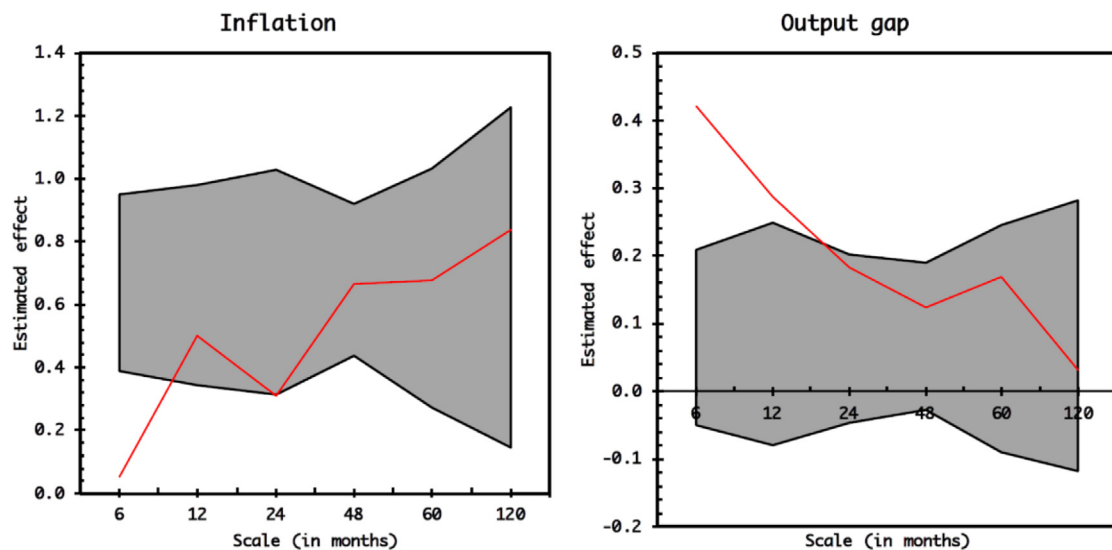 Inflation
1.4
1.2
1.0
0.8
0.6
0.4
0.2
0.0
Estimated effect
6 12 24 48 60 120
Scale (in months)
Output gap
0.5
0.4
0.3
0.2
0.1
0.0
-0.1
-0.2
Estimated effect
6 12 24 48 60 120
Scale (in months)